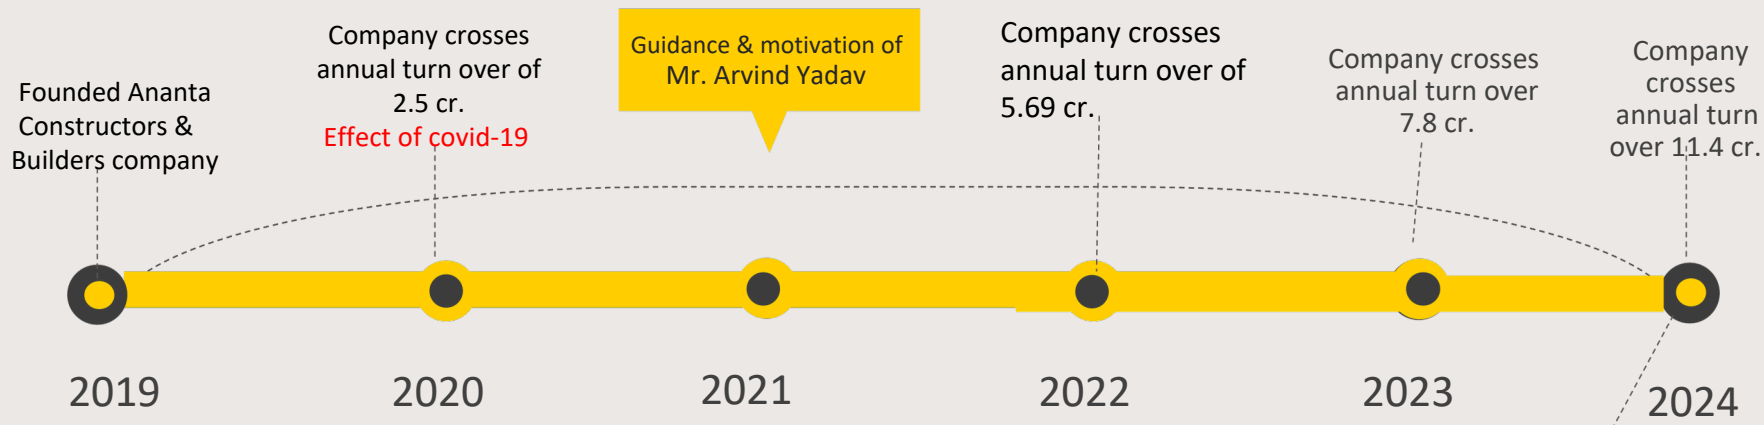 Founded Ananta
Constructors &
Builders company
Company crosses
annual turn over of
2.5 cr.
Effect of covid-19
Guidance & motivation of
Mr. Arvind Yadav
Company crosses
annual turn over of
5.69 cr.
Company crosses
annual turn over
7.8 cr.
Company
crosses
annual turn
over 11.4 cr.
2019
2020
2021
2022
2023
2024